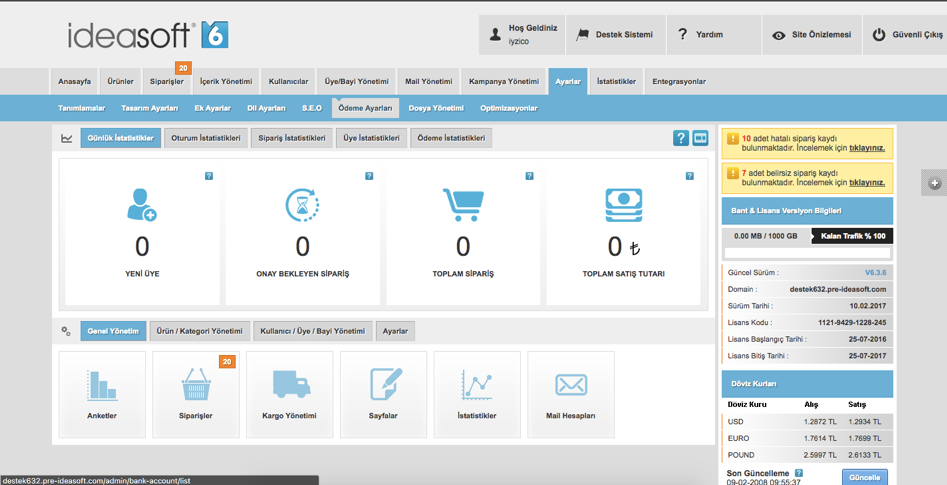 ideasoft 6
Hoş Geldiniz
iyzico
Destek Sistemi
? Yardım
Site Önizlemesi
Güvenli Çıkış
20
Anasayfa Ürünler Siparişler İçerik Yönetimi Kullanıcılar Üye/Bayi Yönetimi Mail Yönetimi Kampanya Yönetimi Ayarlar İstatistikler Entegrasyonlar
Tanımlamalar Tasarım Ayarları Ek Ayarlar Dil Ayarları S.E.O Ödeme Ayarları Dosya Yönetimi Optimizasyonlar
Günlük İstatistikler Oturum İstatistikleri Sipariş İstatistikleri Üye İstatistikleri Ödeme İstatistikleri ?
? ? ? ?
0 0 0 0 ₺
YENİ ÜYE ONAY BEKLEYEN SİPARİŞ TOPLAM SİPARİŞ TOPLAM SATIŞ TUTARI
Genel Yönetim Ürün / Kategori Yönetimi Kullanıcı / Üye / Bayi Yönetimi Ayarlar
20
Anketler Siparişler Kargo Yönetimi Sayfalar İstatistikler Mail Hesapları
10 adet hatalı sipariş kaydı
bulunmaktadır. İncelemek için tıklayınız.
7 adet belirsiz sipariş kaydı
bulunmaktadır. İncelemek için tıklayınız.
Bant & Lisans Versiyon Bilgileri
0.00 MB / 1000 GB Kalan Trafik % 100
Güncel Sürüm : V6.3.6
Domain : destek632.pre-ideasoft.com
Sürüm Tarihi : 10.02.2017
Lisans Kodu : 1121-9429-1228-245
Lisans Başlangıç Tarihi : 25-07-2016
Lisans Bitiş Tarihi : 25-07-2017
Döviz Kurları
Döviz Kuru Alış Satış
USD 1.2872 TL 1.2934 TL
EURO 1.7614 TL 1.7699 TL
POUND 2.5997 TL 2.6133 TL
Son Güncelleme ?
09-02-2008 09:55:37
Güncelle
destek632.pre-ideasoft.com/admin/bank-account/list